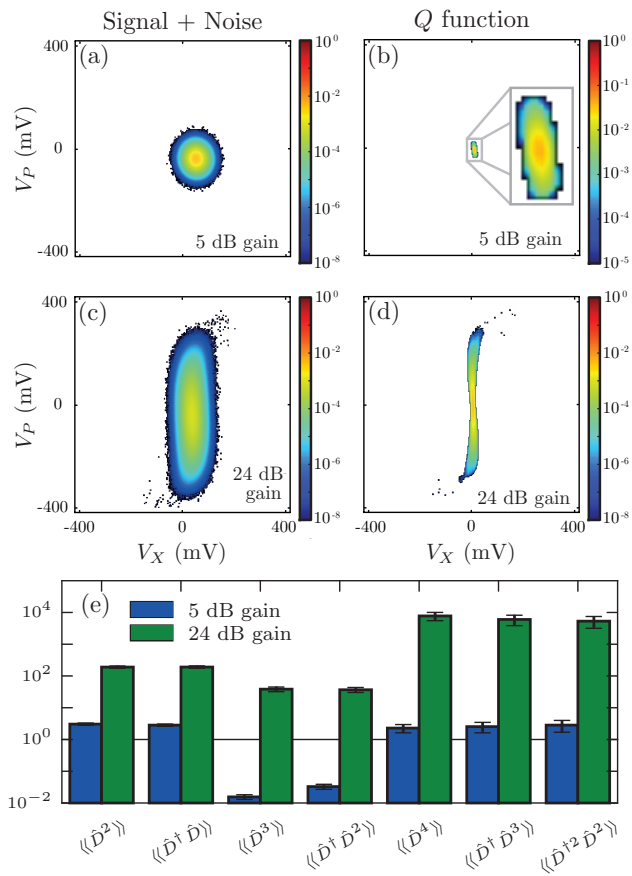 Signal + Noise
Q function
(a)
400
0
-400
V_P (mV)
5 dB gain
10^0
10^-2
10^-4
10^-6
10^-8
(b)
5 dB gain
10^0
10^-1
10^-2
10^-3
10^-4
10^-5
(c)
400
0
-400
V_P (mV)
24 dB
gain
-400
0
400
V_X (mV)
10^0
10^-2
10^-4
10^-6
10^-8
(d)
24 dB gain
-400
0
400
V_X (mV)
10^0
10^-2
10^-4
10^-6
10^-8
(e)
5 dB gain
24 dB gain
10^4
10^2
10^0
10^-2
⟨⟨D̂^2⟩⟩
⟨⟨D̂^† D̂⟩⟩
⟨⟨D̂^3⟩⟩
⟨⟨D̂^† D̂^2⟩⟩
⟨⟨D̂^4⟩⟩
⟨⟨D̂^† D̂^3⟩⟩
⟨⟨D̂^†2 D̂^2⟩⟩